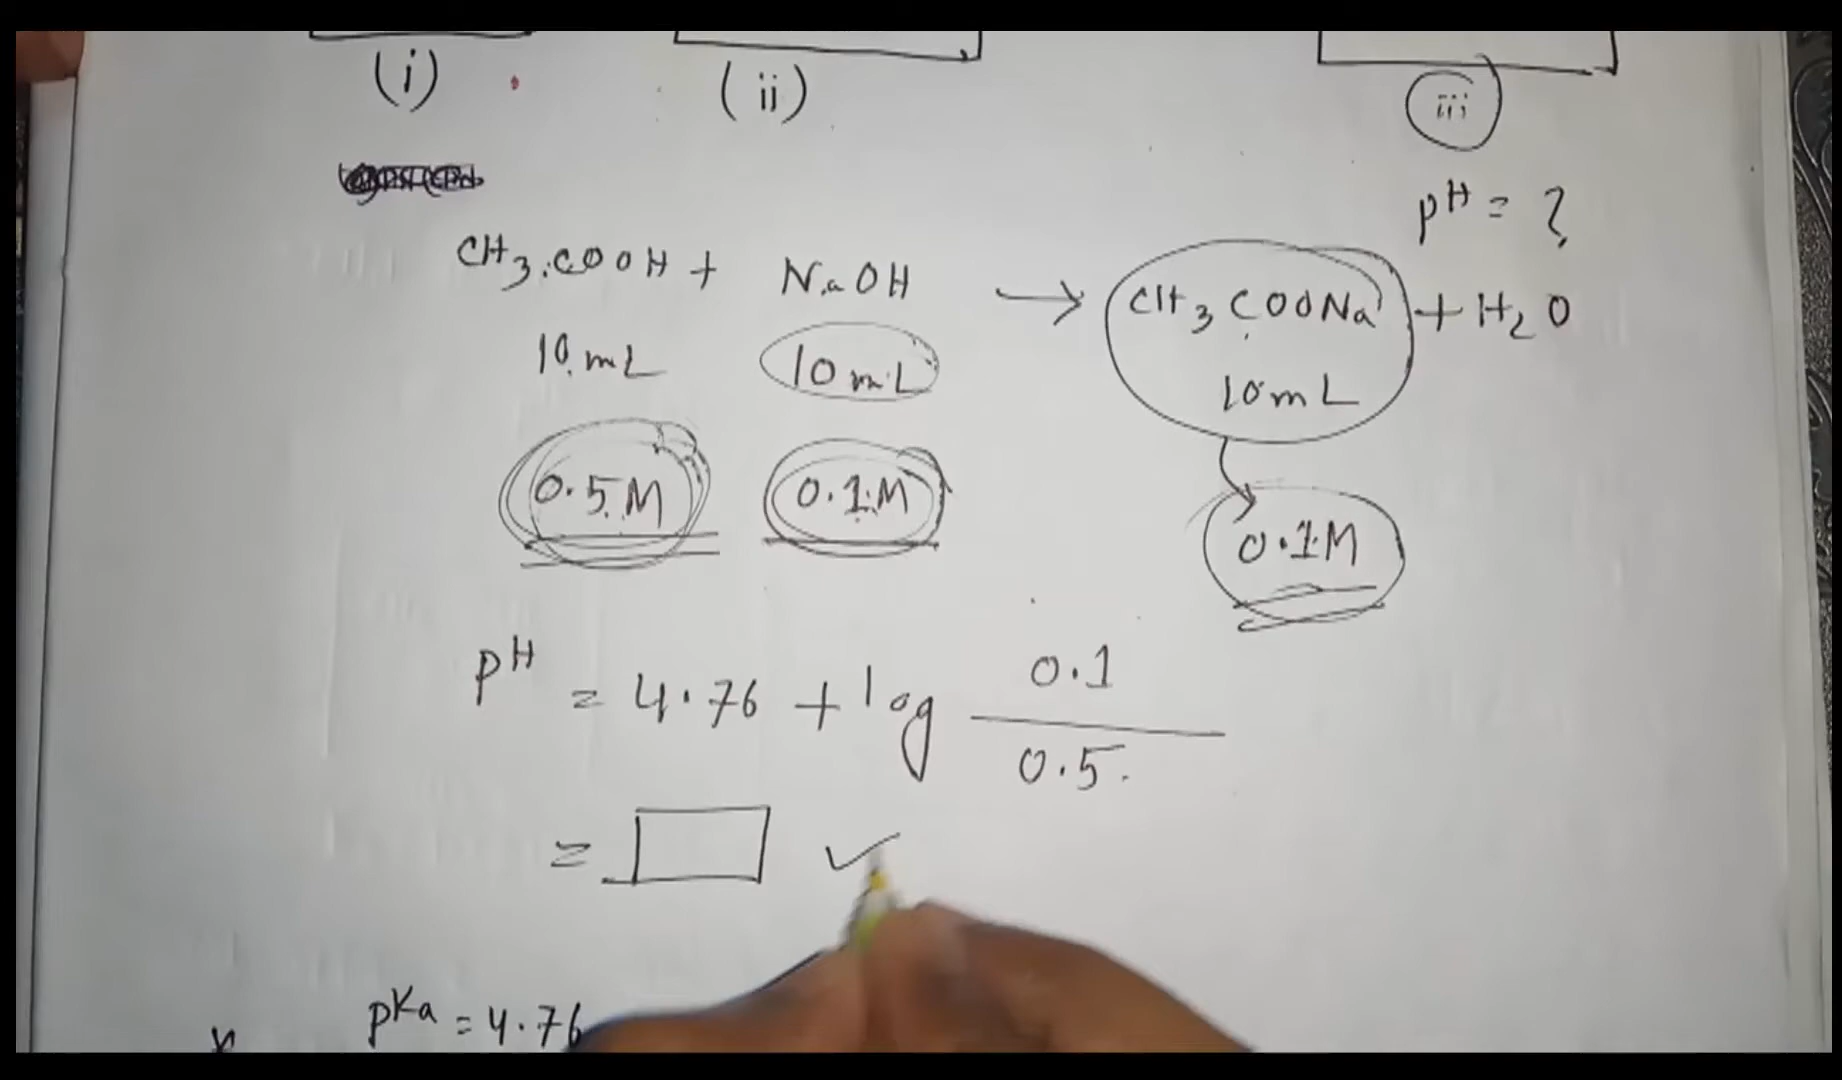 (i) (ii) (iii)
pH = ?
CH3.COOH + NaOH → CH3COONa + H2O
10 mL 10 mL 10 mL
0.5 M 0.1 M 0.1 M
pH = 4.76 + log 0.1
0.5
= ✓
pKa = 4.76